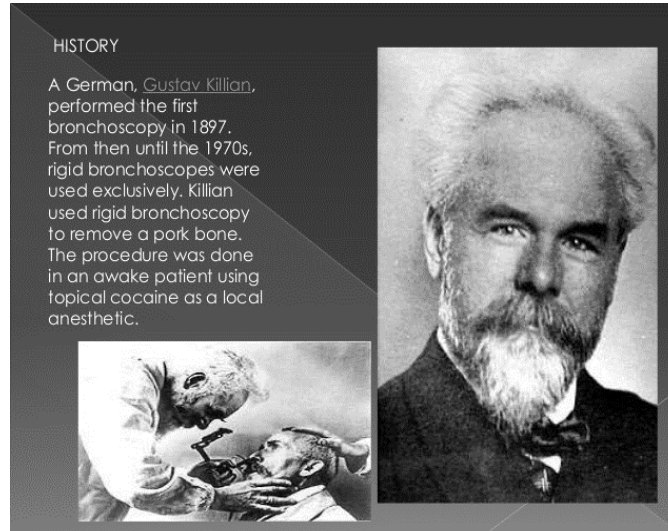 HISTORY
A German, Gustav Killian,
performed the first
bronchoscopy in 1897.
From then until the 1970s,
rigid bronchoscopes were
used exclusively. Killian
used rigid bronchoscopy
to remove a pork bone.
The procedure was done
in an awake patient using
topical cocaine as a local
anesthetic.